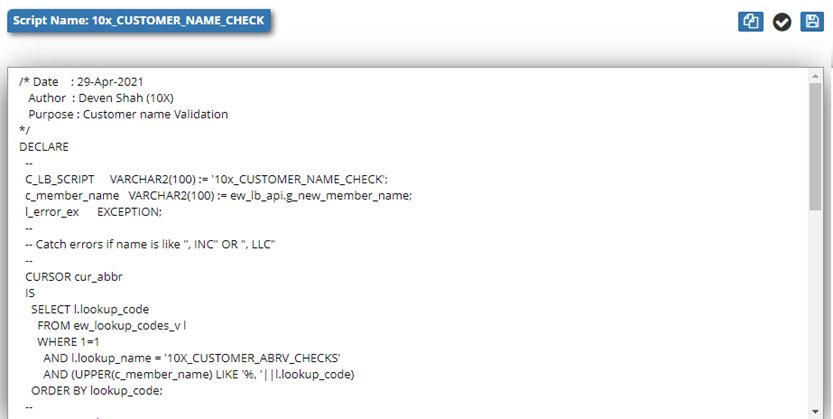 Script Name: 10x_CUSTOMER_NAME_CHECK
/* Date : 29-Apr-2021
Author : Deven Shah (10X)
Purpose : Customer name Validation
*/
DECLARE
--
C_LB_SCRIPT VARCHAR2(100) := '10x_CUSTOMER_NAME_CHECK';
c_member_name VARCHAR2(100) := ew_lb_api.g_new_member_name;
l_error_ex EXCEPTION;
--
-- Catch errors if name is like ", INC" OR ", LLC"
--
CURSOR cur_abbr
IS
SELECT l.lookup_code
FROM ew_lookup_codes_v l
WHERE 1=1
AND l.lookup_name = '10X_CUSTOMER_ABRV_CHECKS'
AND (UPPER(c_member_name) LIKE '%, '||l.lookup_code)
ORDER BY lookup_code;
--